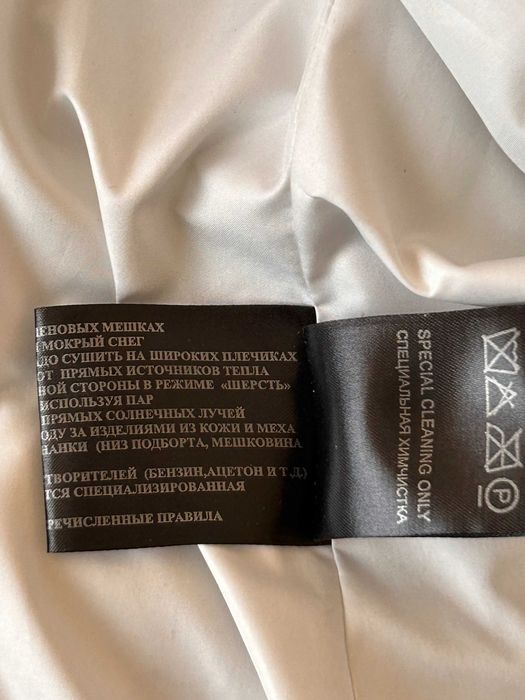 ЕНОВЫХ МЕШКАХ
МОКРЫЙ СНЕГ
ДО СУШИТЬ НА ШИРОКИХ ПЛЕЧИКАХ
ОТ ПРЯМЫХ ИСТОЧНИКОВ ТЕПЛА
НОЙ СТОРОНЫ В РЕЖИМЕ «ШЕРСТЬ»
ИСПОЛЬЗУЯ ПАР
ПРЯМЫХ СОЛНЕЧНЫХ ЛУЧЕЙ
ОДУ ЗА ИЗДЕЛИЯМИ ИЗ КОЖИ И МЕХА
АНКИ (НИЗ ПОДБОРТА, МЕШКОВИНА
ТВОРИТЕЛЕЙ (БЕНЗИН,АЦЕТОН И Т.Д.)
ТСЯ СПЕЦИАЛИЗИРОВАННАЯ
РЕЧИСЛЕННЫЕ ПРАВИЛА
SPECIAL CLEANING ONLY
СПЕЦИАЛЬНАЯ ХИМЧИСТКА
P